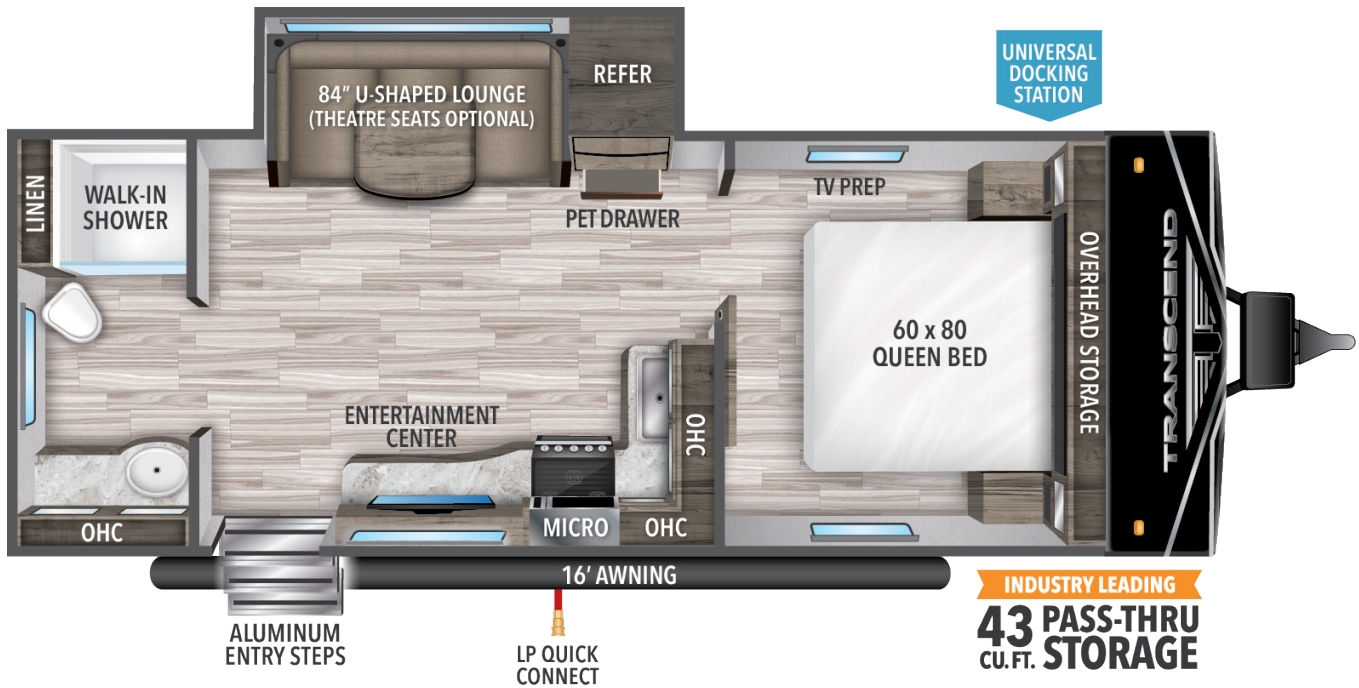 UNIVERSAL
DOCKING
STATION
REFER
84” U-SHAPED LOUNGE
(THEATRE SEATS OPTIONAL)
LINEN
WALK-IN
SHOWER
TV PREP
PET DRAWER
OVERHEAD STORAGE
TRANSCEND
60 x 80
QUEEN BED
ENTERTAINMENT
CENTER
OHC
OHC
MICRO
OHC
16’ AWNING
INDUSTRY LEADING
43
CU. FT.
PASS-THRU
STORAGE
ALUMINUM
ENTRY STEPS
LP QUICK
CONNECT